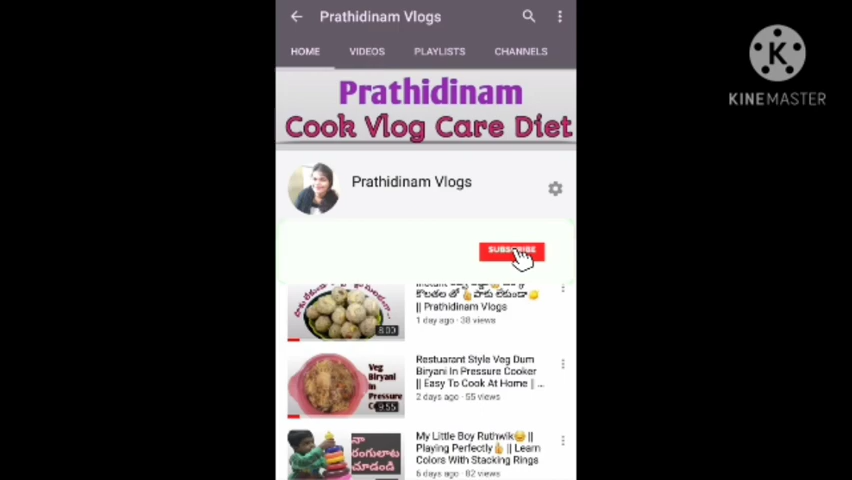 Prathidinam Vlogs
HOME VIDEOS PLAYLISTS CHANNELS
Prathidinam
Cook Vlog Care Diet
Prathidinam Vlogs
SUBSCRIBE
కొలతల తో👍పాకు లేకుండా
|| Prathidinam Vlogs
1 day ago · 38 views
8:00
Restuarant Style Veg Dum
Biryani In Pressure Cooker
|| Easy To Cook At Home || ...
2 days ago · 55 views
Veg
Biryani
In
Pressure
9:55
My Little Boy Ruthwik😊||
Playing Perfectly👍|| Learn
Colors With Stacking Rings
6 days ago · 82 views
నా
రంగులాట
చూడండి
K
KINEMASTER